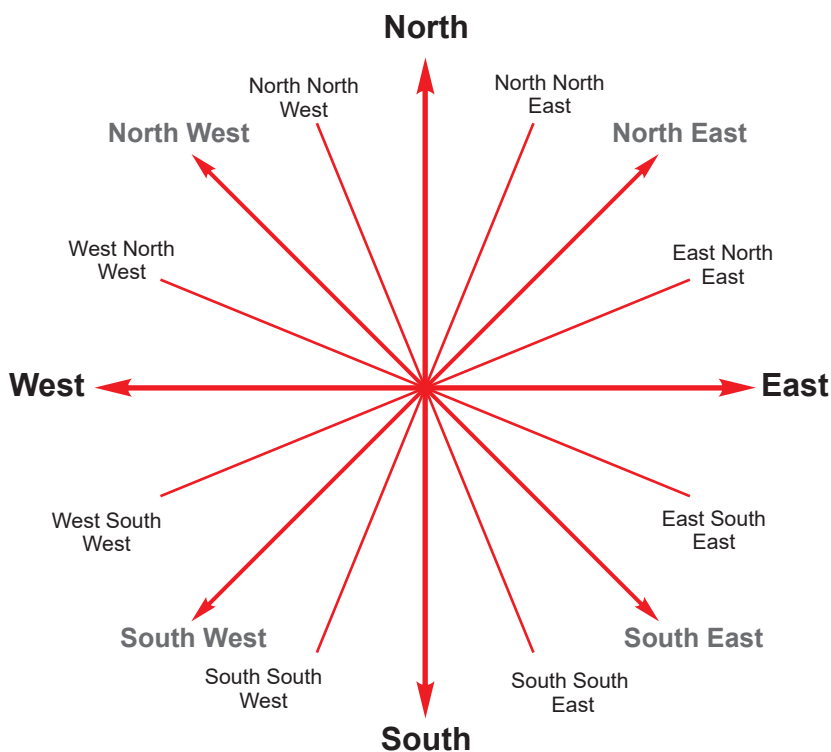 North
North North
West
North North
East
North West
North East
West North
West
East North
East
West
East
West South
West
East South
East
South West
South East
South South
West
South South
East
South